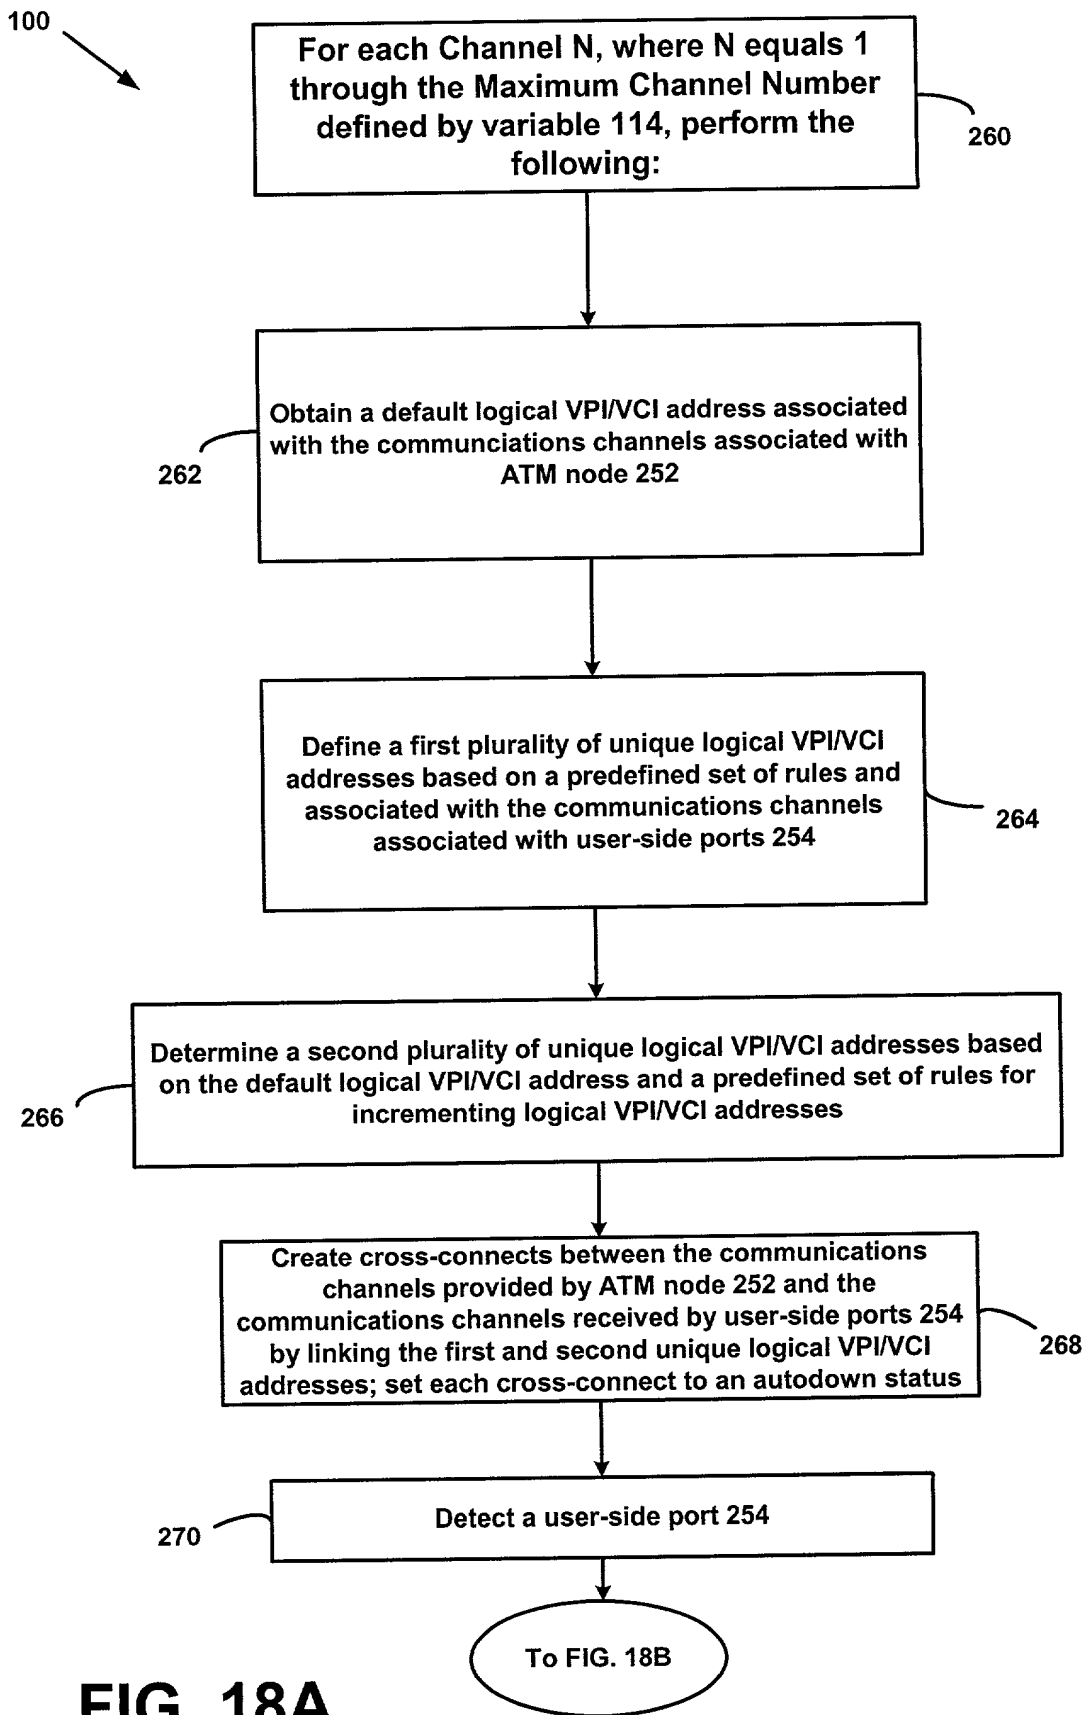 100
For each Channel N, where N equals 1
through the Maximum Channel Number
defined by variable 114, perform the
following:
260
Obtain a default logical VPI/VCI address associated
with the communciations channels associated with
ATM node 252
262
Define a first plurality of unique logical VPI/VCI
addresses based on a predefined set of rules and
associated with the communications channels
associated with user-side ports 254
264
Determine a second plurality of unique logical VPI/VCI addresses based
on the default logical VPI/VCI address and a predefined set of rules for
incrementing logical VPI/VCI addresses
266
Create cross-connects between the communications
channels provided by ATM node 252 and the
communications channels received by user-side ports 254
by linking the first and second unique logical VPI/VCI
addresses; set each cross-connect to an autodown status
268
Detect a user-side port 254
270
To FIG. 18B
FIG. 18A